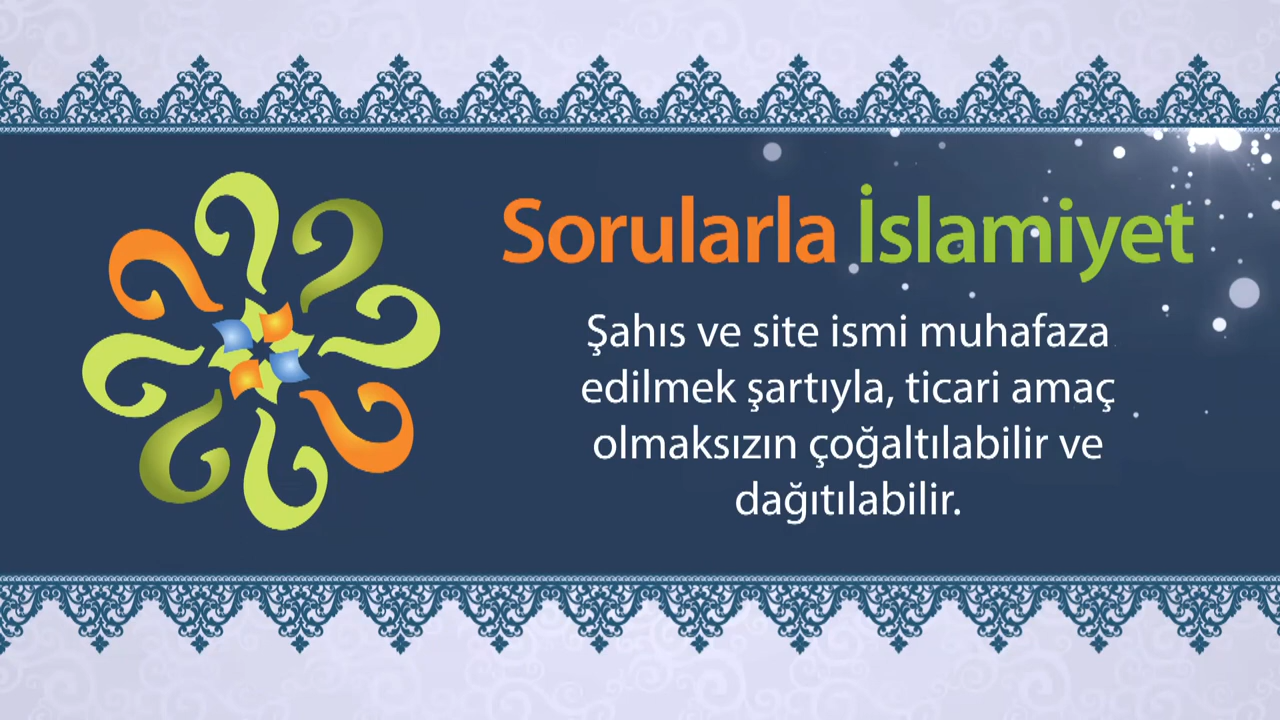 Sorularla İslamiyet
Şahıs ve site ismi muhafaza
edilmek şartıyla, ticari amaç
olmaksızın çoğaltılabilir ve
dağıtılabilir.